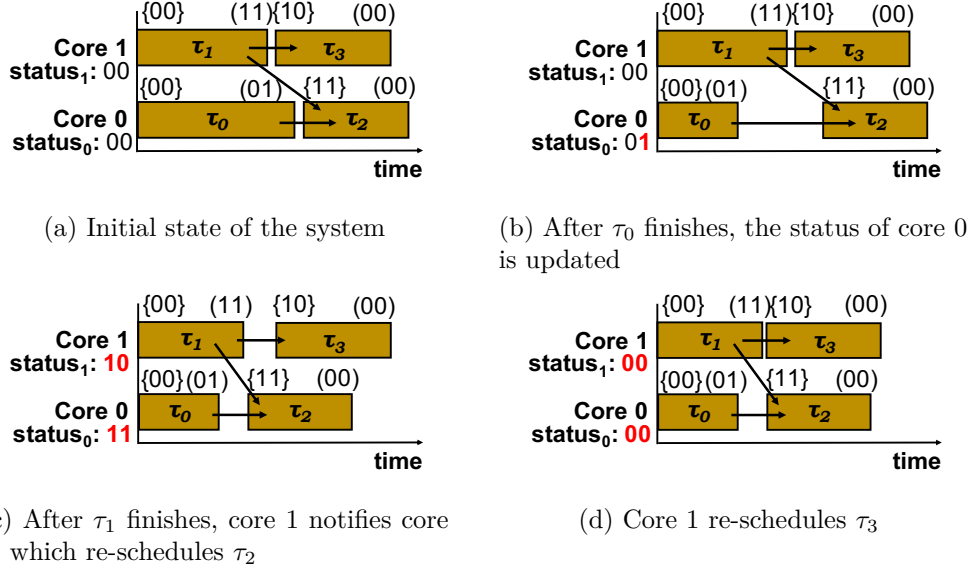 {00} (11) {10} (00)
Core 1 τ1 τ3
status1: 00
{00} (01) {11} (00)
Core 0 τ0 τ2
status0: 00
time
(a) Initial state of the system
{00} (11) {10} (00)
Core 1 τ1 τ3
status1: 00
{00} (01) {11} (00)
Core 0 τ0 τ2
status0: 01
time
(b) After τ0 finishes, the status of core 0
is updated
{00} (11) {10} (00)
Core 1 τ1 τ3
status1: 10
{00} (01) {11} (00)
Core 0 τ0 τ2
status0: 11
time
) After τ1 finishes, core 1 notifies core
which re-schedules τ2
{00} (11) {10} (00)
Core 1 τ1 τ3
status1: 00
{00} (01) {11} (00)
Core 0 τ0 τ2
status0: 00
time
(d) Core 1 re-schedules τ3